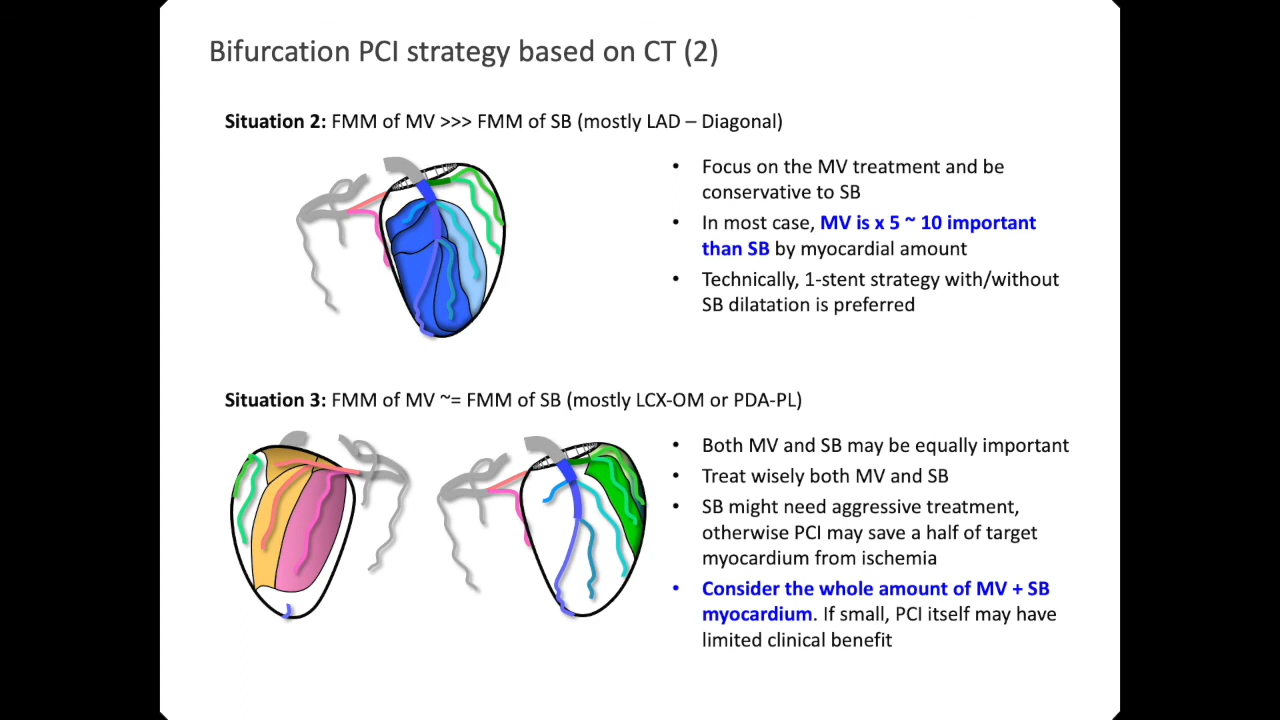 Bifurcation PCI strategy based on CT (2)
Situation 2: FMM of MV >>> FMM of SB (mostly LAD – Diagonal)
• Focus on the MV treatment and be
conservative to SB
• In most case, MV is x 5 ~ 10 important
than SB by myocardial amount
• Technically, 1-stent strategy with/without
SB dilatation is preferred
Situation 3: FMM of MV ~= FMM of SB (mostly LCX-OM or PDA-PL)
• Both MV and SB may be equally important
• Treat wisely both MV and SB
• SB might need aggressive treatment,
otherwise PCI may save a half of target
myocardium from ischemia
• Consider the whole amount of MV + SB
myocardium. If small, PCI itself may have
limited clinical benefit